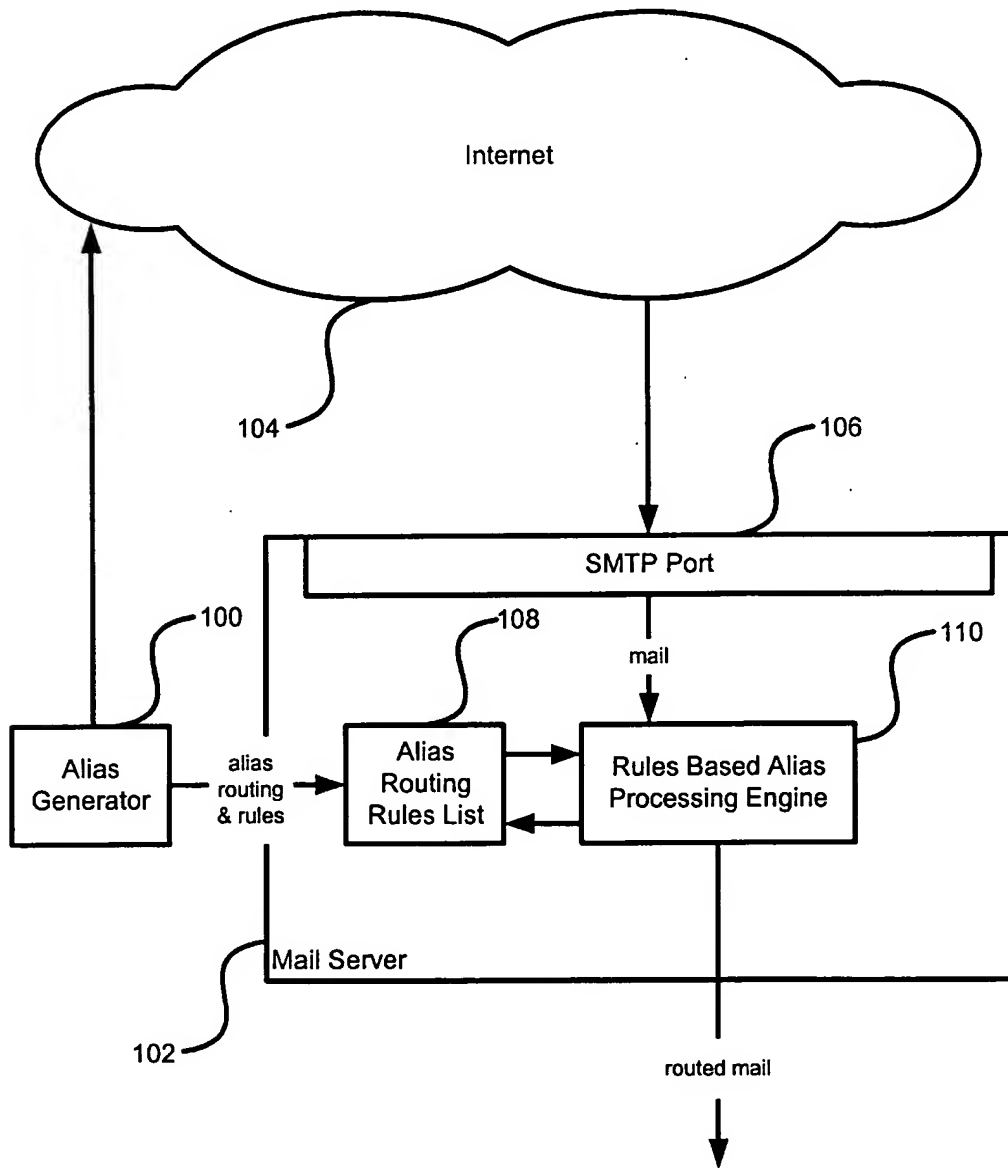 Internet
104
106
SMTP Port
100
108
mail
110
Alias
Generator
alias
routing
& rules
Alias
Routing
Rules List
Rules Based Alias
Processing Engine
Mail Server
102
routed mail